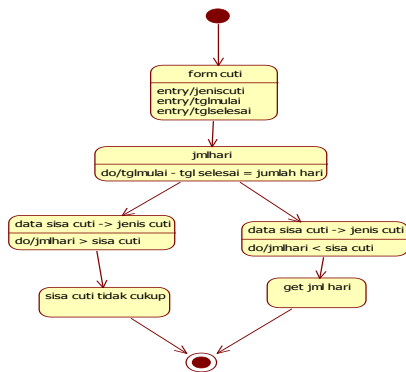 form cuti
entry/jeniscuti
entry/tglmulai
entry/tglselesai
jmlhari
do/tglmulai - tgl selesai = jumlah hari
data sisa cuti -> jenis cuti
do/jmlhari > sisa cuti
data sisa cuti -> jenis cuti
do/jmlhari < sisa cuti
sisa cuti tidak cukup
get jml hari